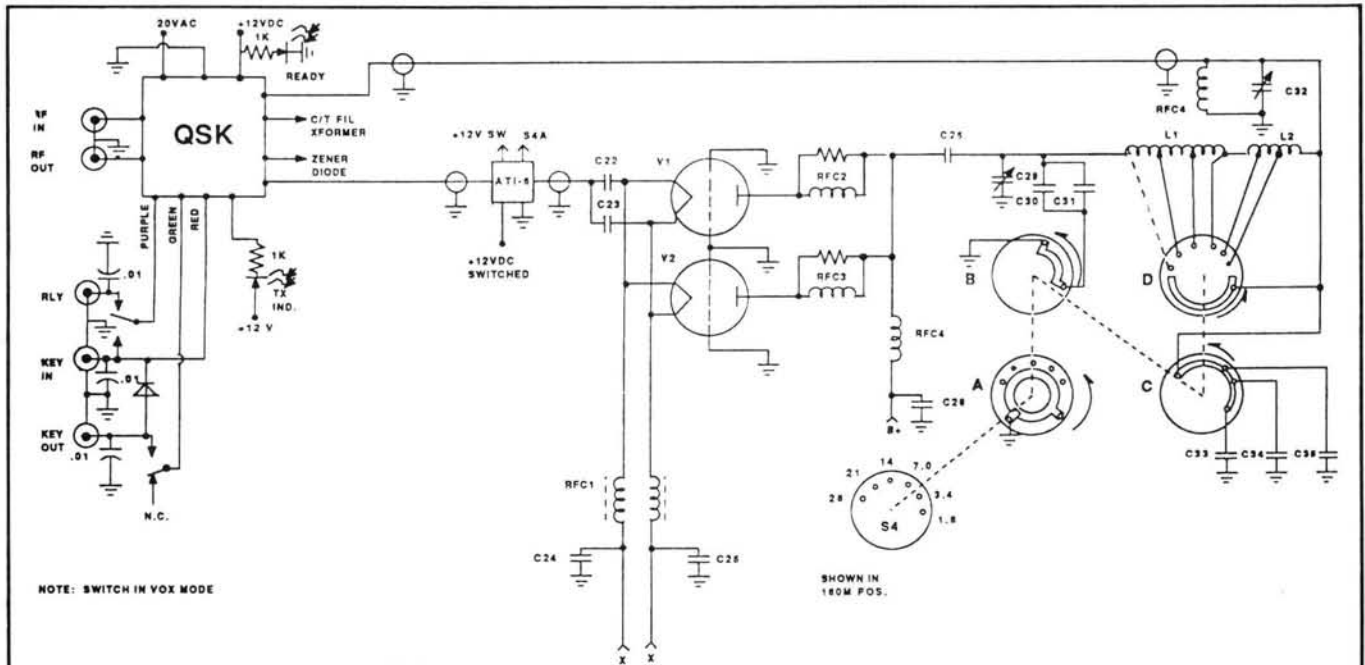 20VAC
+12VDC
1K
READY
RF IN
RF OUT
QSK
C/T FIL XFORMER
ZENER DIODE
PURPLE
GREEN
RED
1K
TX IND.
+12 V
.01
RLY
KEY IN
.01
KEY OUT
.01
N.C.
+12V SW
S4A
ATI-5
+12VDC SWITCHED
C22
C23
V1
V2
RFC2
RFC3
C25
RFC4
C28
B+
RFC1
C24
C25
X
X
RFC4
C32
L1
L2
C29
C30
C31
B
D
A
C
C33
C34
C35
28
21
14
7.0
3.4
1.8
S4
SHOWN IN
160M POS.
NOTE: SWITCH IN VOX MODE